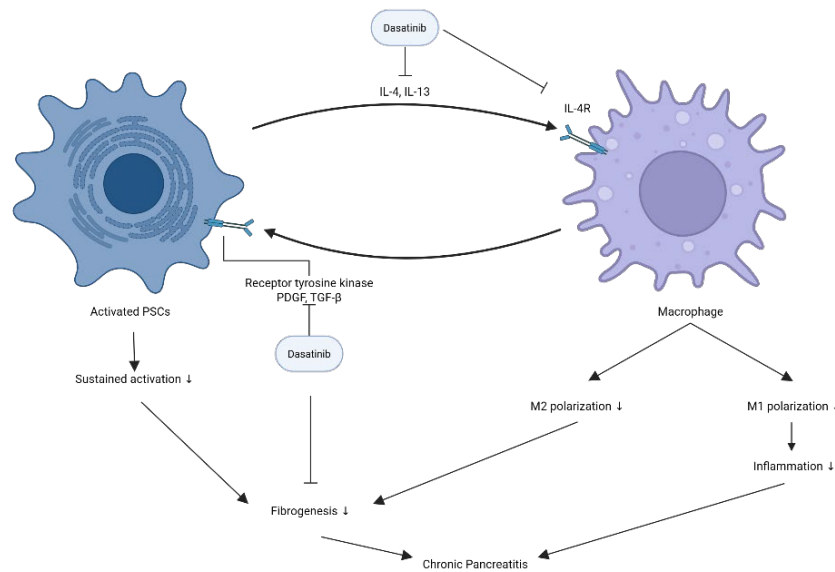 Dasatinib
IL-4, IL-13
IL-4R
Receptor tyrosine kinase
PDGF, TGF-β
Activated PSCs
Macrophage
Dasatinib
Sustained activation ↓
M2 polarization ↓
M1 polarization ↓
Inflammation ↓
Fibrogenesis ↓
Chronic Pancreatitis